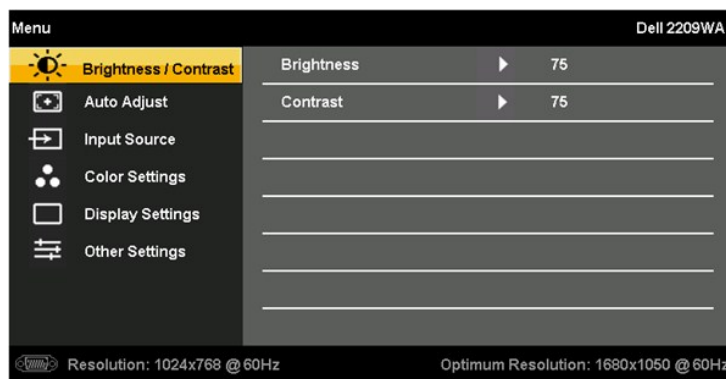 Menu Dell 2209WA
Brightness / Contrast Brightness 75
Auto Adjust Contrast 75
Input Source
Color Settings
Display Settings
Other Settings
Resolution: 1024x768 @ 60Hz Optimum Resolution: 1680x1050 @ 60Hz